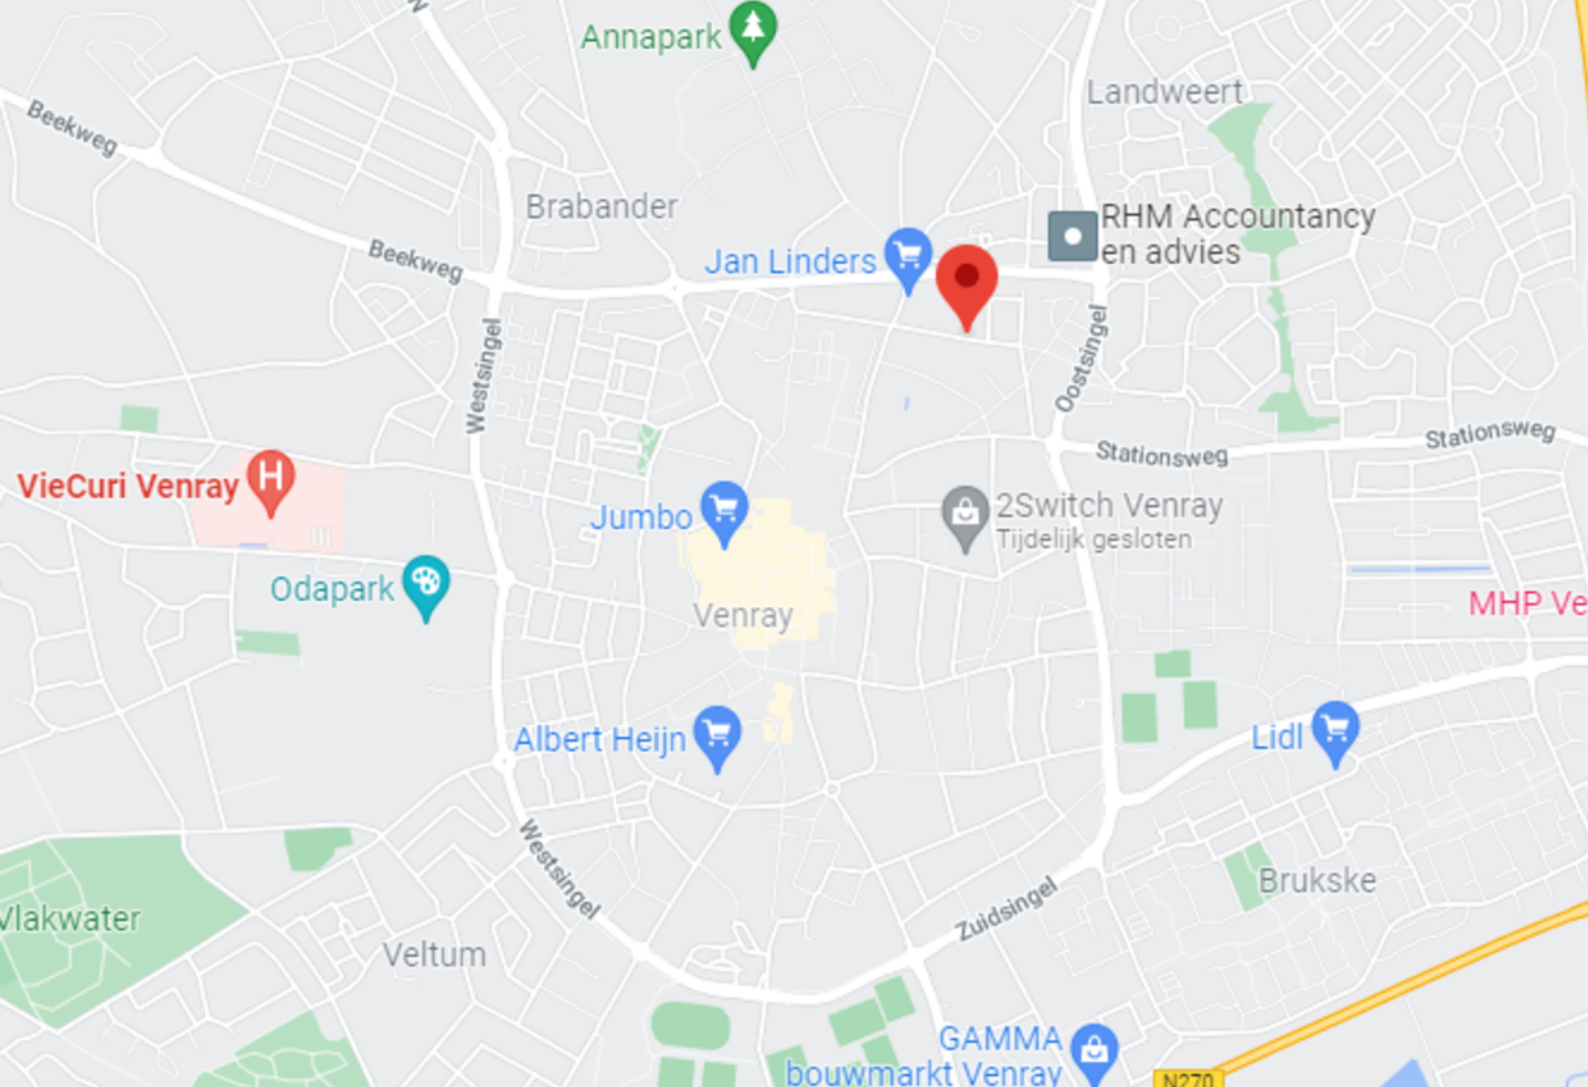 Annapark
Landweert
Beekweg
Brabander
RHM Accountancy
en advies
Beekweg
Jan Linders
Westsingel
Oostsingel
Stationsweg
Stationsweg
VieCuri Venray
H
Jumbo
2Switch Venray
Tijdelijk gesloten
Odapark
Venray
MHP Ve
Albert Heijn
Lidl
Westsingel
Brukske
Zuidsingel
Vlakwater
Veltum
GAMMA
bouwmarkt Venray
N270